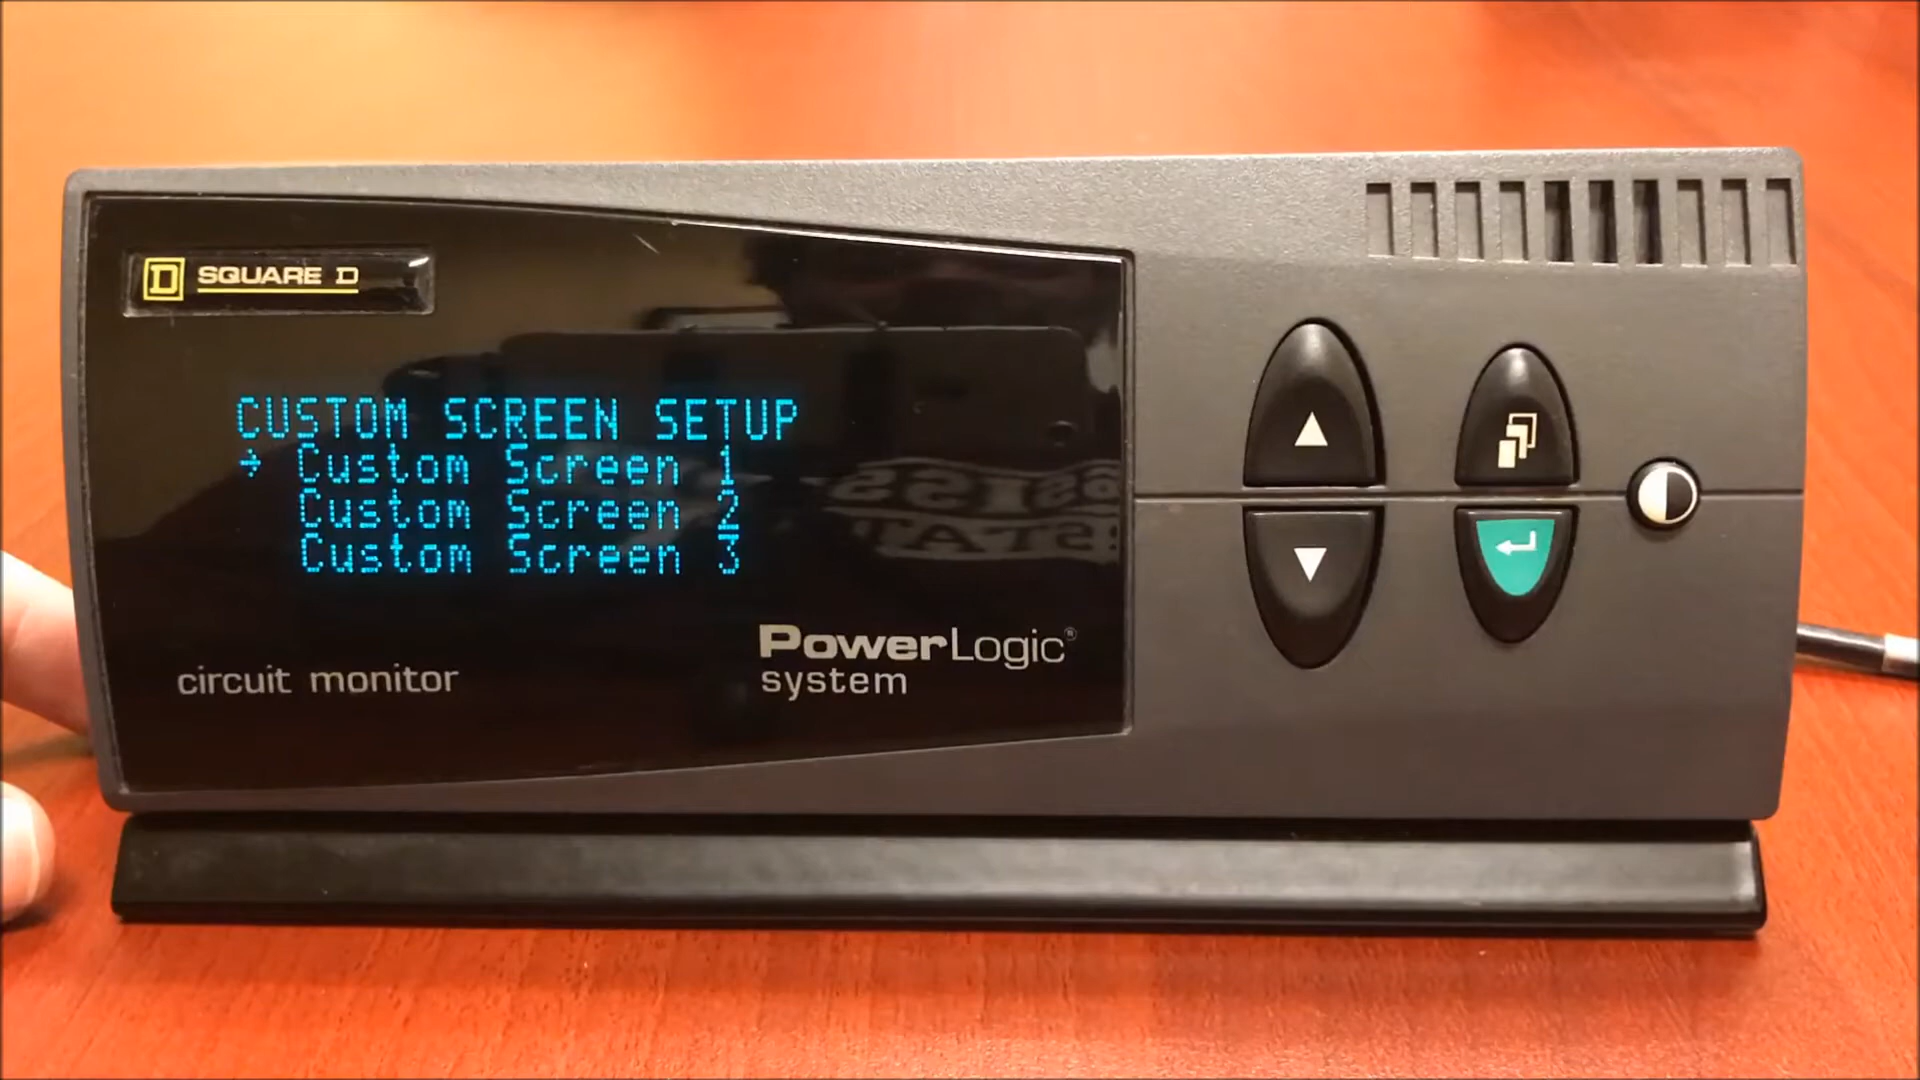 SQUARE D
CUSTOM SCREEN SETUP
→ Custom Screen 1
Custom Screen 2
Custom Screen 3
circuit monitor
PowerLogic®
system